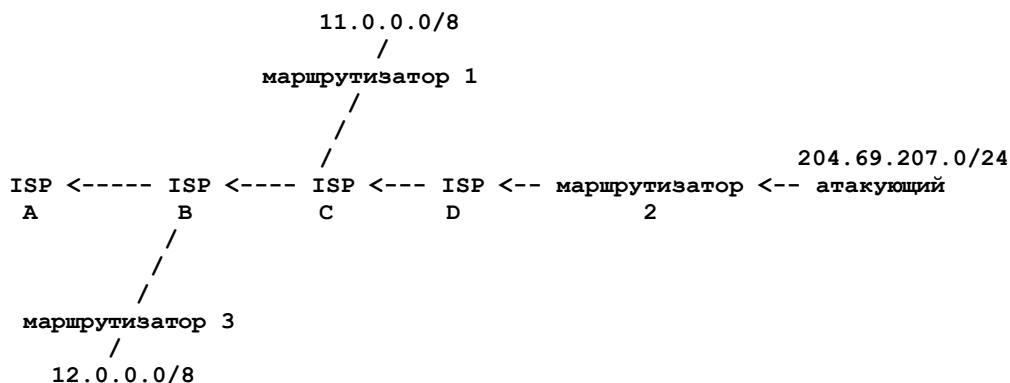 11.0.0.0/8
/
маршрутизатор 1
/
/
/
204.69.207.0/24
ISP <----- ISP <---- ISP <--- ISP <-- маршрутизатор <-- атакующий
A B C D 2
/
/
/
маршрутизатор 3
/
12.0.0.0/8